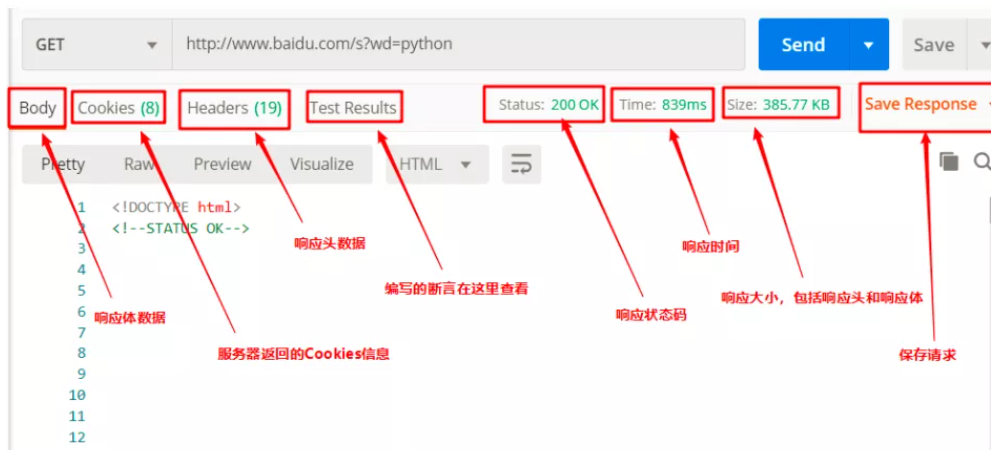 GET http://www.baidu.com/s?wd=python Send Save
Body Cookies (8) Headers (19) Test Results Status: 200 OK Time: 839ms Size: 385.77 KB Save Response
Pretty Raw Preview Visualize HTML
1 <!DOCTYPE html>
2 <!--STATUS OK-->
3
4
5
6
7
8
9
10
11
12
响应头数据
响应时间
编写的断言在这里查看
响应大小，包括响应头和响应体
响应体数据
响应状态码
服务器返回的Cookies信息
保存请求